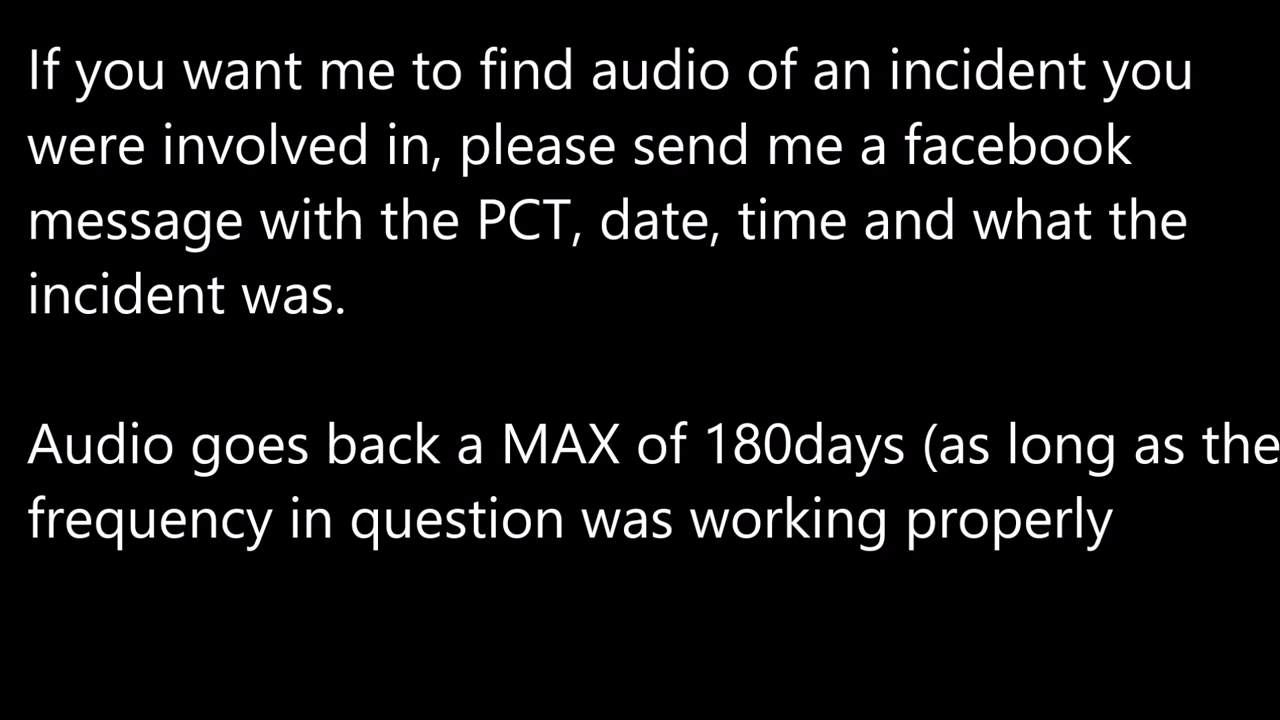 If you want me to find audio of an incident you
were involved in, please send me a facebook
message with the PCT, date, time and what the
incident was.
Audio goes back a MAX of 180days (as long as the
frequency in question was working properly